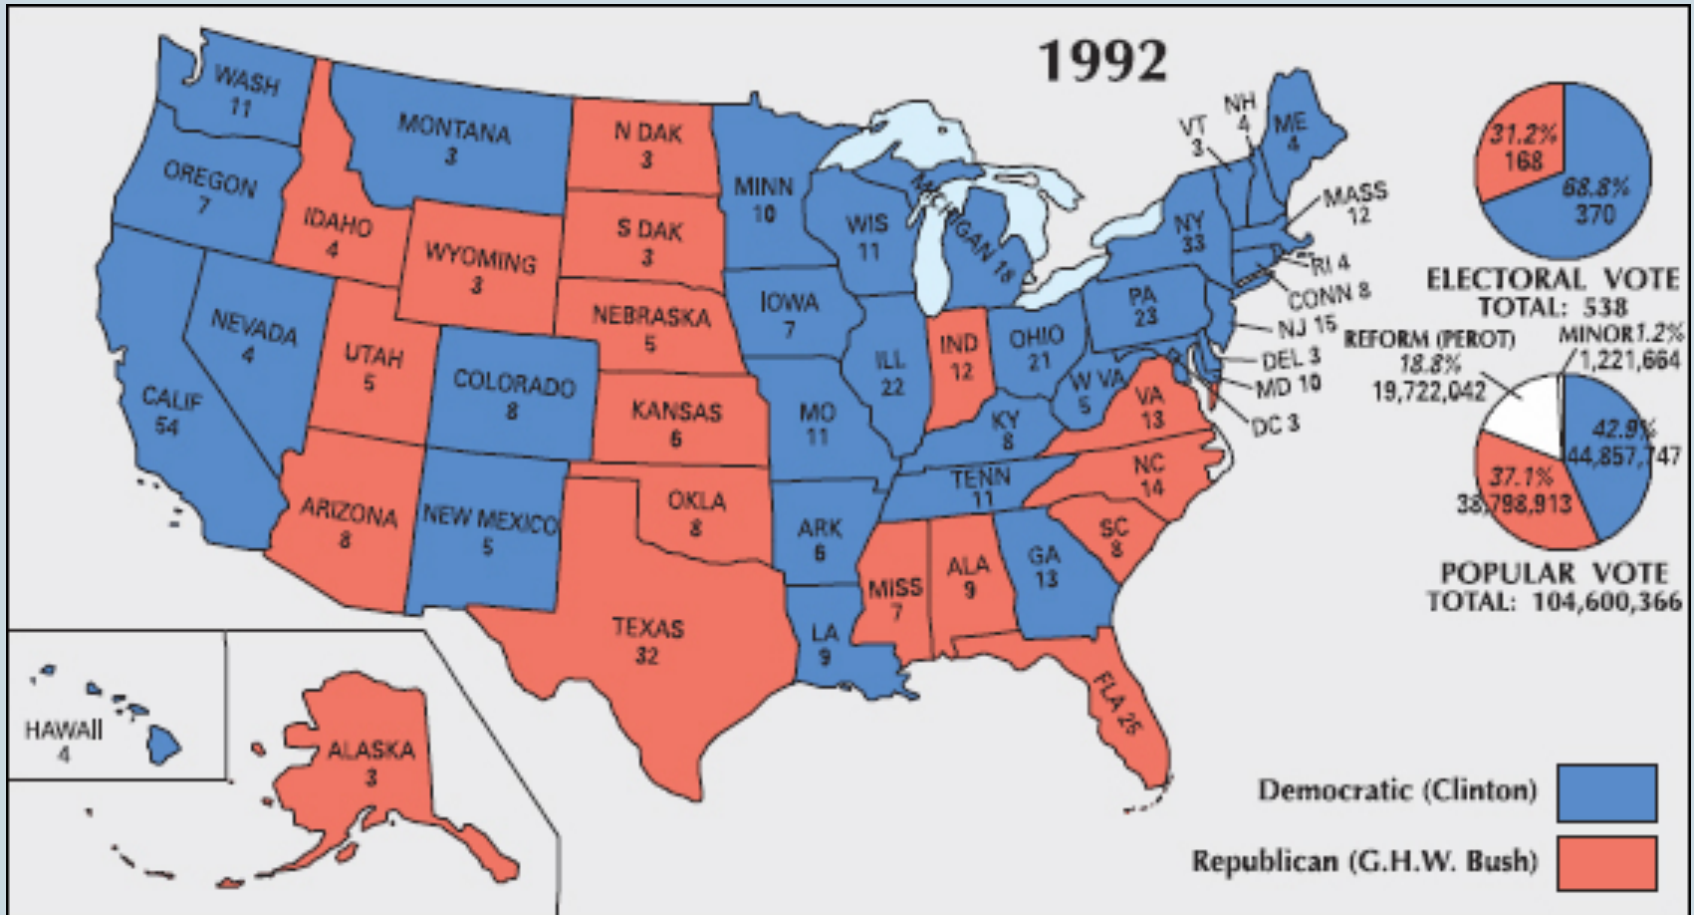 1992
WASH
11
OREGON
7
CALIF
54
NEVADA
4
IDAHO
4
MONTANA
3
WYOMING
3
UTAH
5
ARIZONA
8
COLORADO
8
NEW MEXICO
5
N DAK
3
S DAK
3
NEBRASKA
5
KANSAS
6
OKLA
8
TEXAS
32
MINN
10
IOWA
7
MO
11
ARK
6
LA
9
WIS
11
ILL
22
MICHIGAN 18
IND
12
OHIO
21
KY
8
TENN
11
MISS
7
ALA
9
GA
13
FLA 25
SC
8
NC
14
VA
13
W VA
5
PA
23
NY
33
VT
3
NH
4
ME
4
MASS
12
RI 4
CONN 8
NJ 15
DEL 3
MD 10
DC 3
HAWAII
4
ALASKA
3
31.2%
168
68.8%
370
ELECTORAL VOTE
TOTAL: 538
REFORM (PEROT)
18.8%
19,722,042
MINOR 1.2%
1,221,664
42.9%
44,857,747
37.1%
38,798,913
POPULAR VOTE
TOTAL: 104,600,366
Democratic (Clinton)
Republican (G.H.W. Bush)